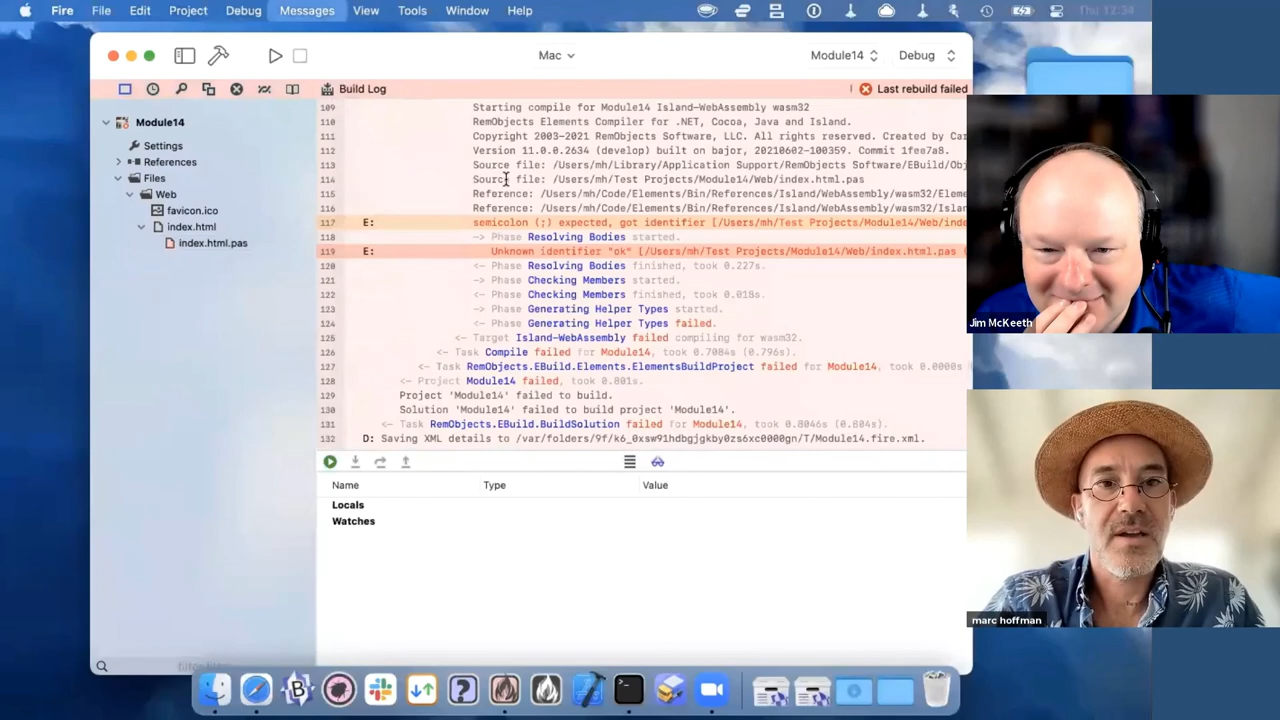 Fire File Edit Project Debug Messages View Tools Window Help
Thu 12:34
Mac
Module14
Debug
Build Log
Last rebuild failed
Module14
Settings
References
Files
Web
favicon.ico
index.html
index.html.pas
109 Starting compile for Module14 Island-WebAssembly wasm32
110 RemObjects Elements Compiler for .NET, Cocoa, Java and Island.
111 Copyright 2003-2021 RemObjects Software, LLC. All rights reserved. Created by Car
112 Version 11.0.0.2634 (develop) built on bajor, 20210602-100359. Commit 1fee7a8.
113 Source file: /Users/mh/Library/Application Support/RemObjects Software/EBuild/Obj
114 Source file: /Users/mh/Test Projects/Module14/Web/index.html.pas
115 Reference: /Users/mh/Code/Elements/Bin/References/Island/WebAssembly/wasm32/Eleme
116 Reference: /Users/mh/Code/Elements/Bin/References/Island/WebAssembly/wasm32/Islan
117 E: semicolon (;) expected, got identifier [/Users/mh/Test Projects/Module14/Web/inde
118 -> Phase Resolving Bodies started.
119 E: Unknown identifier "ok" [/Users/mh/Test Projects/Module14/Web/index.html.pas (
120 <- Phase Resolving Bodies finished, took 0.227s.
121 -> Phase Checking Members started.
122 <- Phase Checking Members finished, took 0.018s.
123 -> Phase Generating Helper Types started.
124 <- Phase Generating Helper Types failed.
125 <- Target Island-WebAssembly failed compiling for wasm32.
126 <- Task Compile failed for Module14, took 0.7084s (0.796s).
127 <- Task RemObjects.EBuild.Elements.ElementsBuildProject failed for Module14, took 0.0000s
128 <- Project Module14 failed, took 0.801s.
129 Project 'Module14' failed to build.
130 Solution 'Module14' failed to build project 'Module14'.
131 <- Task RemObjects.EBuild.BuildSolution failed for Module14, took 0.8046s (0.804s).
132 D: Saving XML details to /var/folders/9f/k6_0xsw91hdbgjgkby0zs6xc0000gn/T/Module14.fire.xml.
Name Type Value
Locals
Watches
Jim McKeeth
marc hoffman